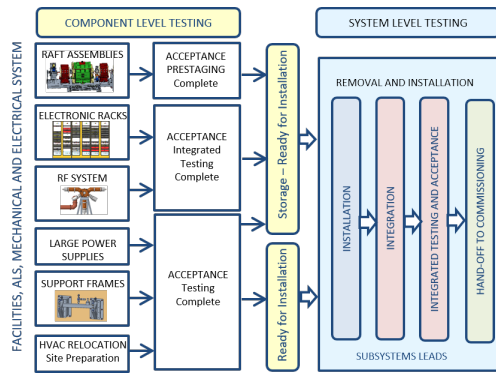 COMPONENT LEVEL TESTING
SYSTEM LEVEL TESTING
FACILITIES, ALS, MECHANICAL AND ELECTRICAL SYSTEM
RAFT ASSEMBLIES
ELECTRONIC RACKS
RF SYSTEM
LARGE POWER
SUPPLIES
SUPPORT FRAMES
HVAC RELOCATION
Site Preparation
ACCEPTANCE
PRESTAGING
Complete
ACCEPTANCE
Integrated
Testing
Complete
ACCEPTANCE
Testing
Complete
Storage – Ready for Installation
Ready for Installation
REMOVAL AND INSTALLATION
INSTALLATION
INTEGRATION
INTEGRATED TESTING AND ACCEPTANCE
HAND-OFF TO COMMISSIONING
SUBSYSTEMS LEADS